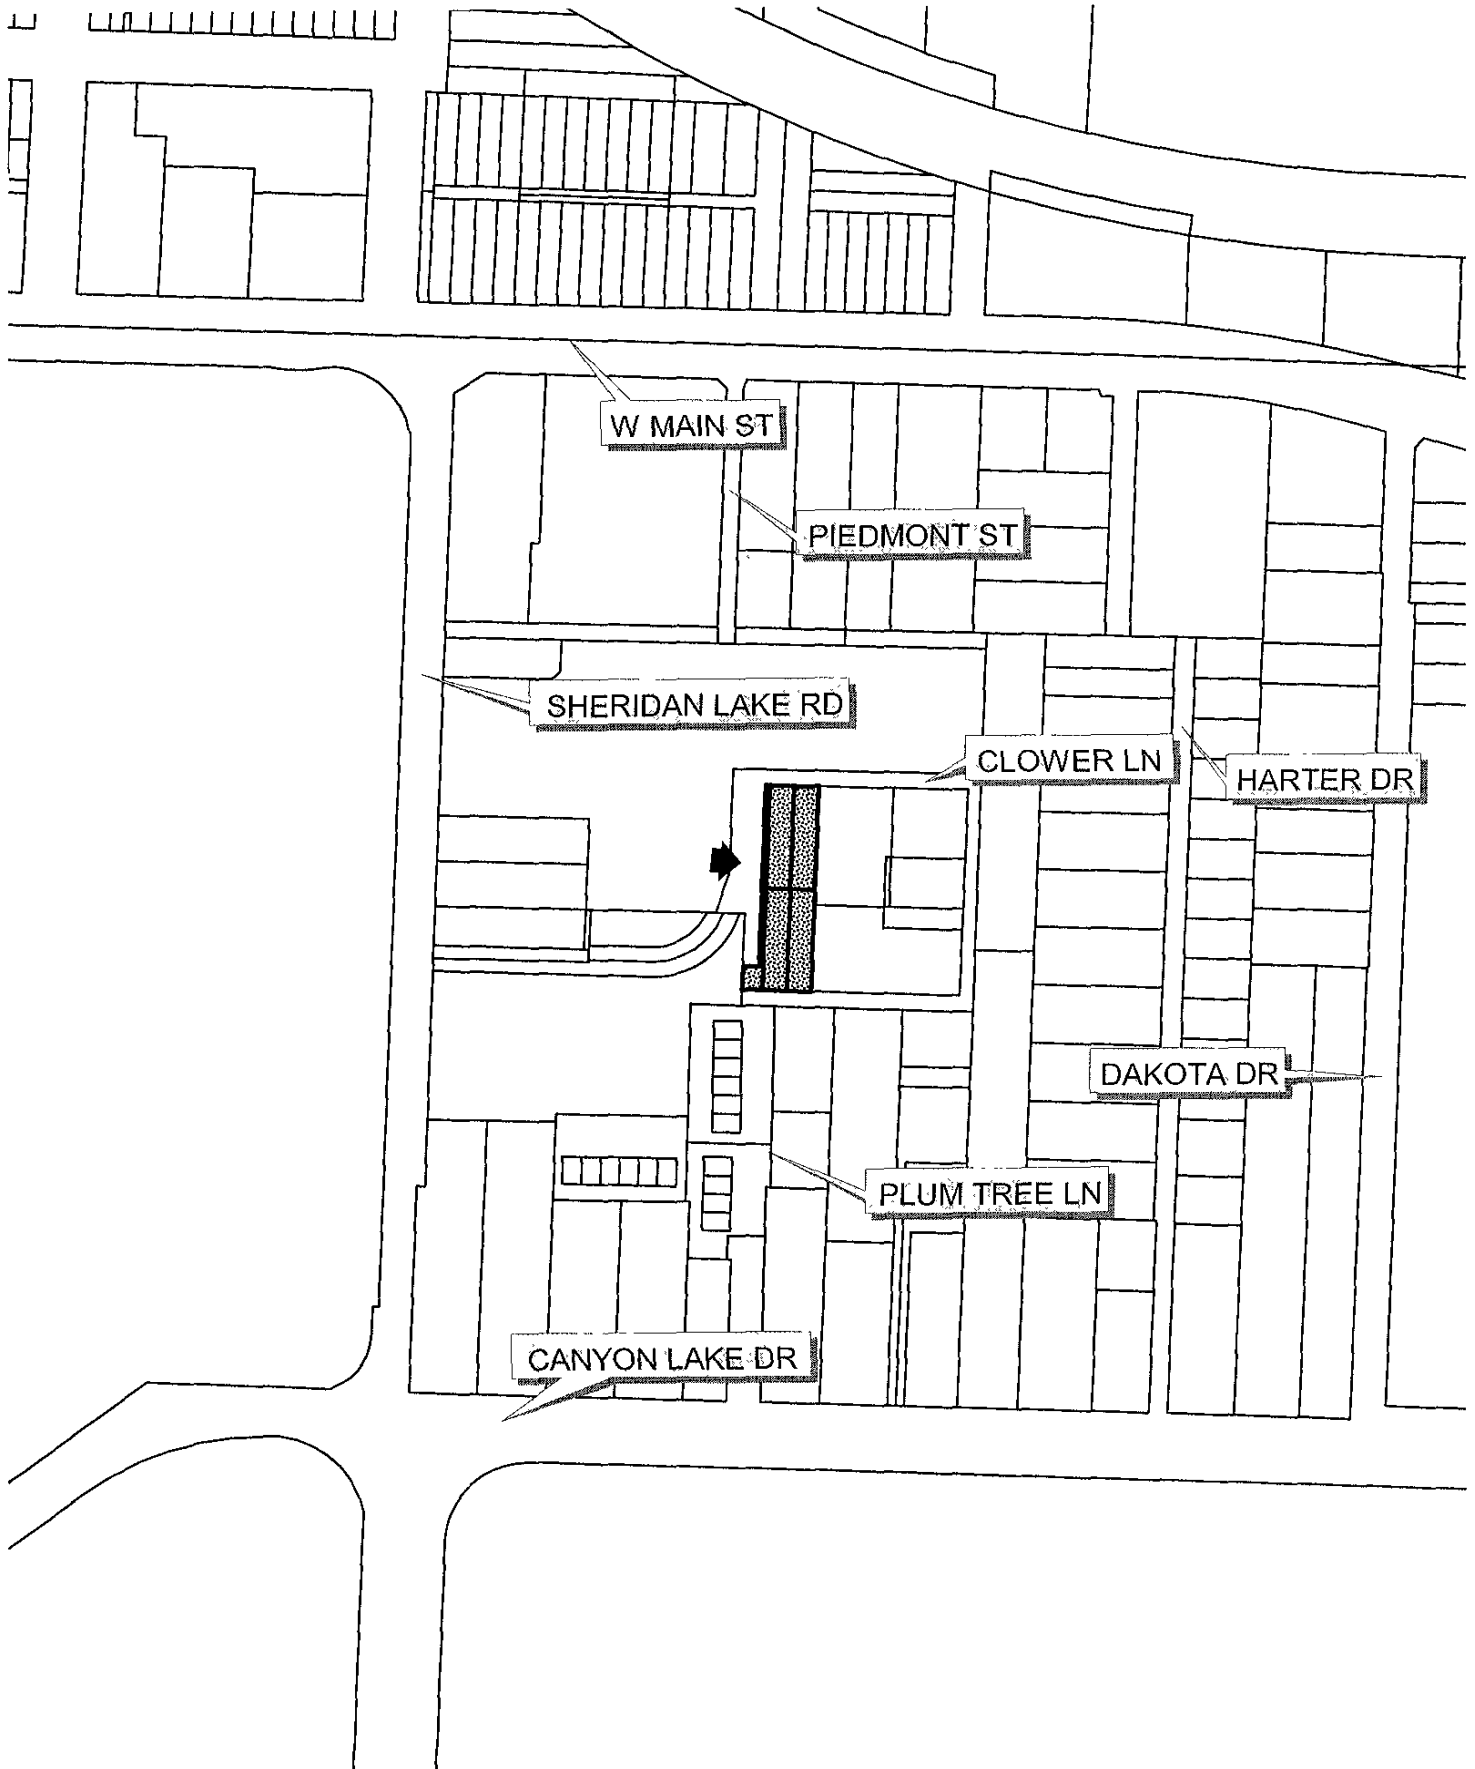 W MAIN ST
PIEDMONT ST
SHERIDAN LAKE RD
CLOWER LN
HARTER DR
DAKOTA DR
PLUM TREE LN
CANYON LAKE DR